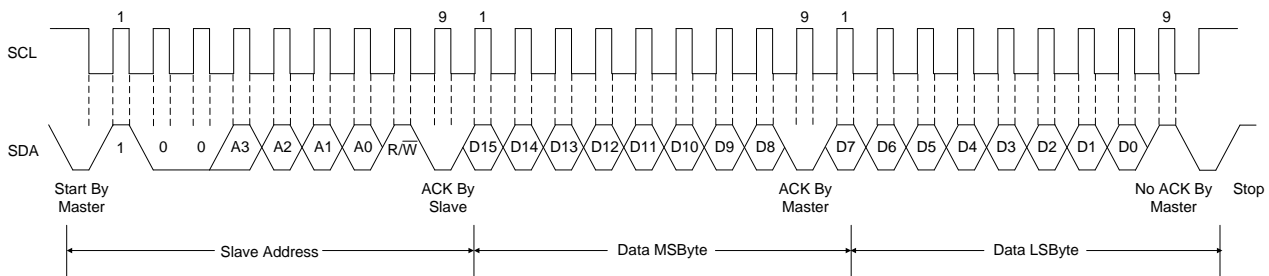 1 9 1 9 1 9
SCL
SDA 1 0 0 A3 A2 A1 A0 R/W̅ D15 D14 D13 D12 D11 D10 D9 D8 D7 D6 D5 D4 D3 D2 D1 D0
Start By Master
ACK By Slave
ACK By Master
No ACK By Master
Stop
Slave Address Data MSByte Data LSByte